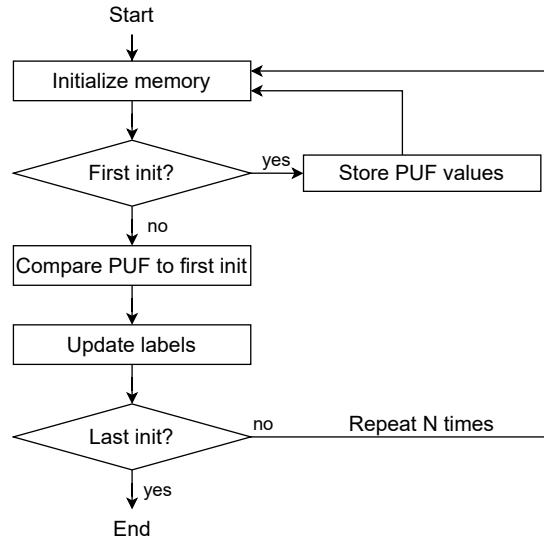 Start
Initialize memory
First init?
yes
Store PUF values
no
Compare PUF to first init
Update labels
Last init?
no
Repeat N times
yes
End